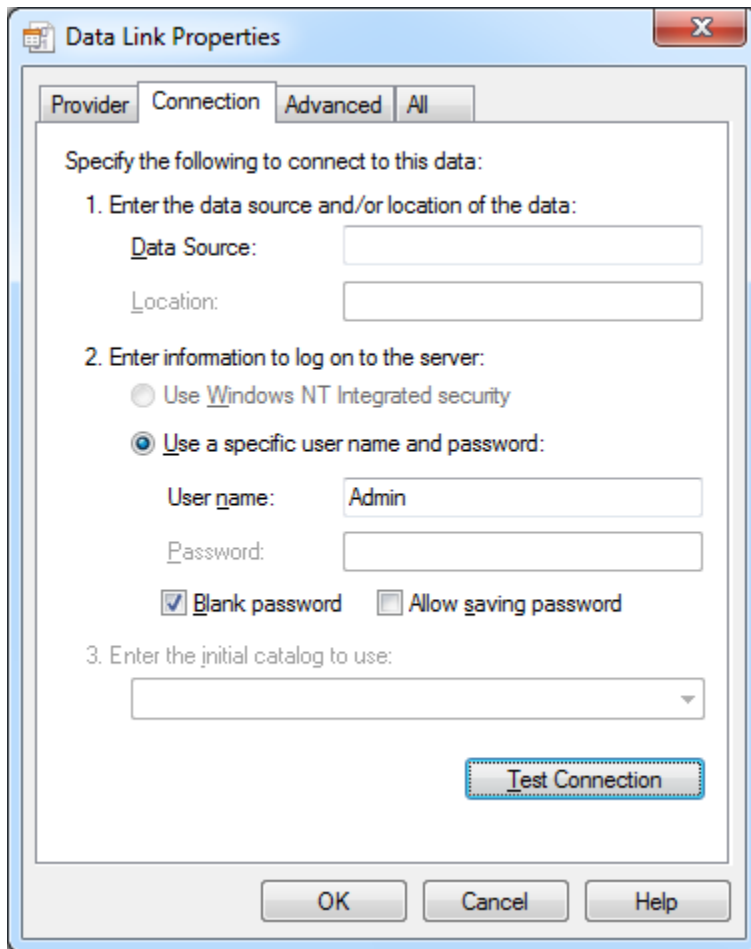 Data Link Properties
Provider Connection Advanced All
Specify the following to connect to this data:
1. Enter the data source and/or location of the data:
Data Source:
Location:
2. Enter information to log on to the server:
Use Windows NT Integrated security
Use a specific user name and password:
User name: Admin
Password:
Blank password Allow saving password
3. Enter the initial catalog to use:
Test Connection
OK Cancel Help